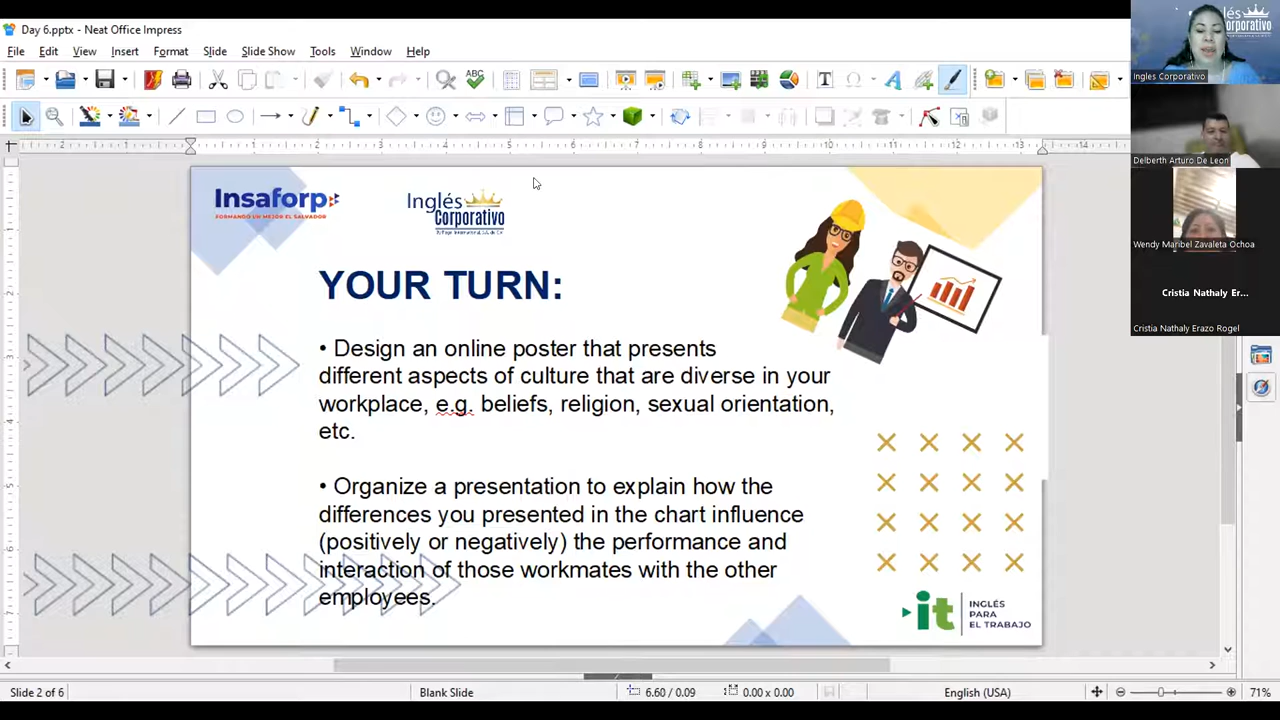 Day 6.pptx - Neat Office Impress
File Edit View Insert Format Slide Slide Show Tools Window Help
Insaforp
FORMANDO UN MEJOR EL SALVADOR
Inglés
Corporativo
YOUR TURN:
• Design an online poster that presents
different aspects of culture that are diverse in your
workplace, e.g. beliefs, religion, sexual orientation,
etc.
• Organize a presentation to explain how the
differences you presented in the chart influence
(positively or negatively) the performance and
interaction of those workmates with the other
employees.
it
INGLÉS
PARA
EL TRABAJO
Ingles Corporativo
Delberth Arturo De Leon
Wendy Maribel Zavaleta Ochoa
Cristia Nathaly Er...
Cristia Nathaly Erazo Rogel
Slide 2 of 6
Blank Slide
6.60 / 0.09
0.00 x 0.00
English (USA)
71%